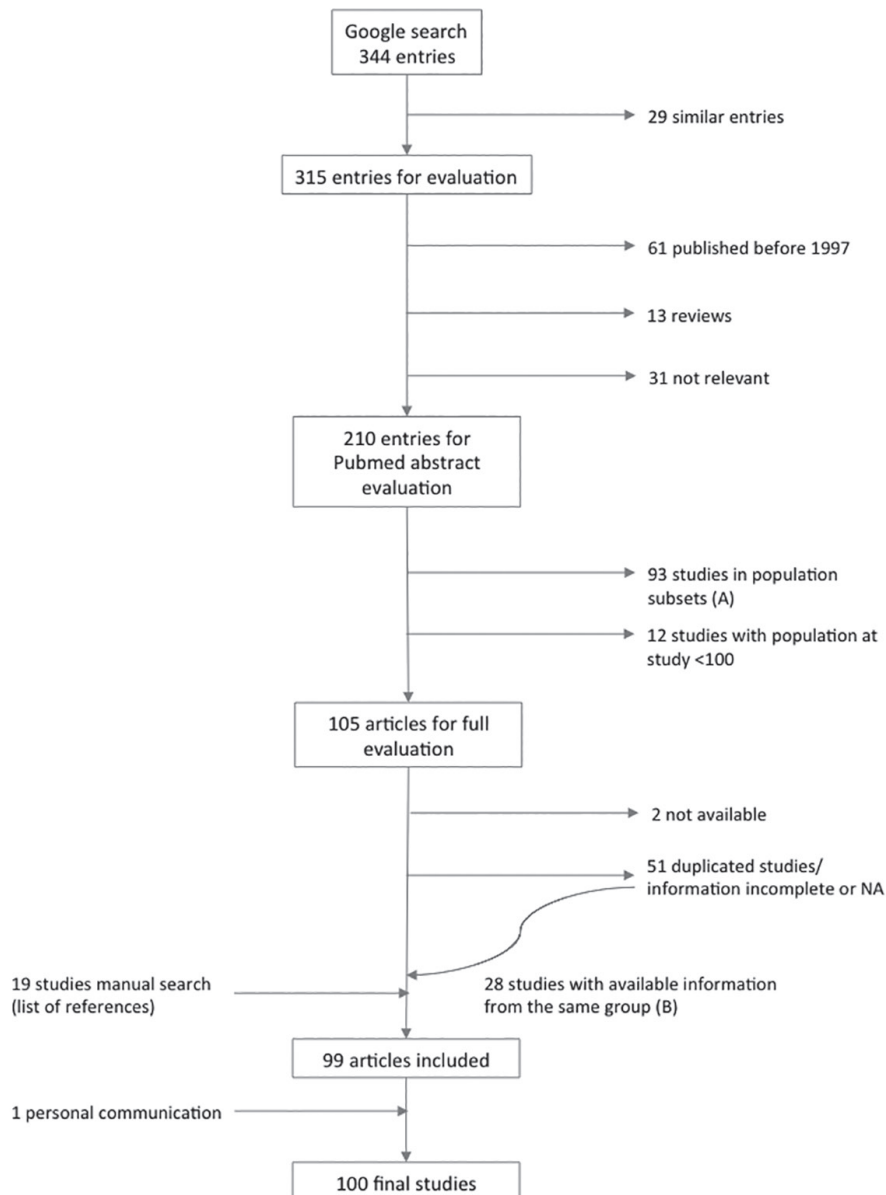 Google search
344 entries
29 similar entries
315 entries for evaluation
61 published before 1997
13 reviews
31 not relevant
210 entries for
Pubmed abstract
evaluation
93 studies in population
subsets (A)
12 studies with population at
study <100
105 articles for full
evaluation
2 not available
51 duplicated studies/
information incomplete or NA
19 studies manual search
(list of references)
28 studies with available information
from the same group (B)
99 articles included
1 personal communication
100 final studies